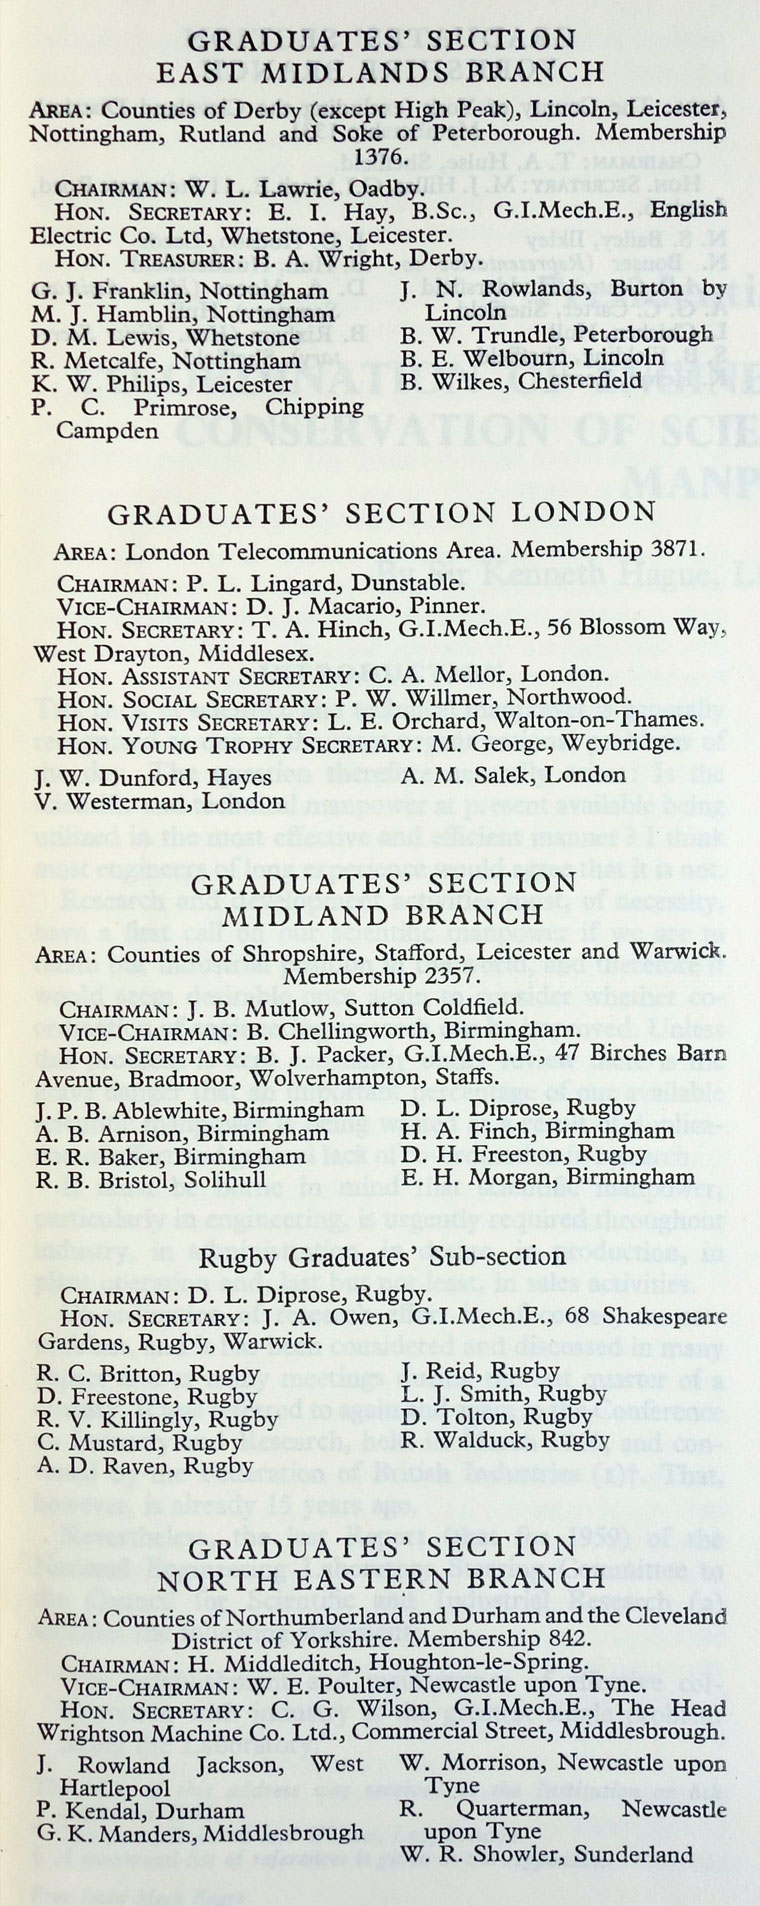 GRADUATES' SECTION
EAST MIDLANDS BRANCH
AREA: Counties of Derby (except High Peak), Lincoln, Leicester,
Nottingham, Rutland and Soke of Peterborough. Membership
1376.
CHAIRMAN: W. L. Lawrie, Oadby.
HON. SECRETARY: E. I. Hay, B.Sc., G.I.Mech.E., English
Electric Co. Ltd, Whetstone, Leicester.
HON. TREASURER: B. A. Wright, Derby.
G. J. Franklin, Nottingham
M. J. Hamblin, Nottingham
D. M. Lewis, Whetstone
R. Metcalfe, Nottingham
K. W. Philips, Leicester
P. C. Primrose, Chipping
Campden
J. N. Rowlands, Burton by
Lincoln
B. W. Trundle, Peterborough
B. E. Welbourn, Lincoln
B. Wilkes, Chesterfield
GRADUATES' SECTION LONDON
AREA: London Telecommunications Area. Membership 3871.
CHAIRMAN: P. L. Lingard, Dunstable.
VICE-CHAIRMAN: D. J. Macario, Pinner.
HON. SECRETARY: T. A. Hinch, G.I.Mech.E., 56 Blossom Way,
West Drayton, Middlesex.
HON. ASSISTANT SECRETARY: C. A. Mellor, London.
HON. SOCIAL SECRETARY: P. W. Willmer, Northwood.
HON. VISITS SECRETARY: L. E. Orchard, Walton-on-Thames.
HON. YOUNG TROPHY SECRETARY: M. George, Weybridge.
J. W. Dunford, Hayes
V. Westerman, London
A. M. Salek, London
GRADUATES' SECTION
MIDLAND BRANCH
AREA: Counties of Shropshire, Stafford, Leicester and Warwick.
Membership 2357.
CHAIRMAN: J. B. Mutlow, Sutton Coldfield.
VICE-CHAIRMAN: B. Chellingworth, Birmingham.
HON. SECRETARY: B. J. Packer, G.I.Mech.E., 47 Birches Barn
Avenue, Bradmoor, Wolverhampton, Staffs.
J. P. B. Ablewhite, Birmingham
A. B. Arnison, Birmingham
E. R. Baker, Birmingham
R. B. Bristol, Solihull
D. L. Diprose, Rugby
H. A. Finch, Birmingham
D. H. Freeston, Rugby
E. H. Morgan, Birmingham
Rugby Graduates' Sub-section
CHAIRMAN: D. L. Diprose, Rugby.
HON. SECRETARY: J. A. Owen, G.I.Mech.E., 68 Shakespeare
Gardens, Rugby, Warwick.
R. C. Britton, Rugby
D. Freestone, Rugby
R. V. Killingly, Rugby
C. Mustard, Rugby
A. D. Raven, Rugby
J. Reid, Rugby
L. J. Smith, Rugby
D. Tolton, Rugby
R. Walduck, Rugby
GRADUATES' SECTION
NORTH EASTERN BRANCH
AREA: Counties of Northumberland and Durham and the Cleveland
District of Yorkshire. Membership 842.
CHAIRMAN: H. Middleditch, Houghton-le-Spring.
VICE-CHAIRMAN: W. E. Poulter, Newcastle upon Tyne.
HON. SECRETARY: C. G. Wilson, G.I.Mech.E., The Head
Wrightson Machine Co. Ltd., Commercial Street, Middlesbrough.
J. Rowland Jackson, West
Hartlepool
P. Kendal, Durham
G. K. Manders, Middlesbrough
W. Morrison, Newcastle upon
Tyne
R. Quarterman, Newcastle
upon Tyne
W. R. Showler, Sunderland